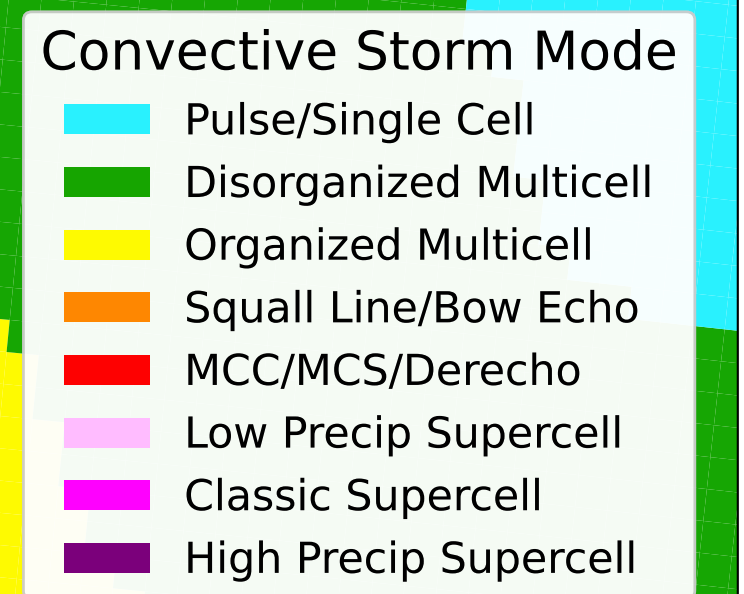 Convective Storm Mode
Pulse/Single Cell
Disorganized Multicell
Organized Multicell
Squall Line/Bow Echo
MCC/MCS/Derecho
Low Precip Supercell
Classic Supercell
High Precip Supercell